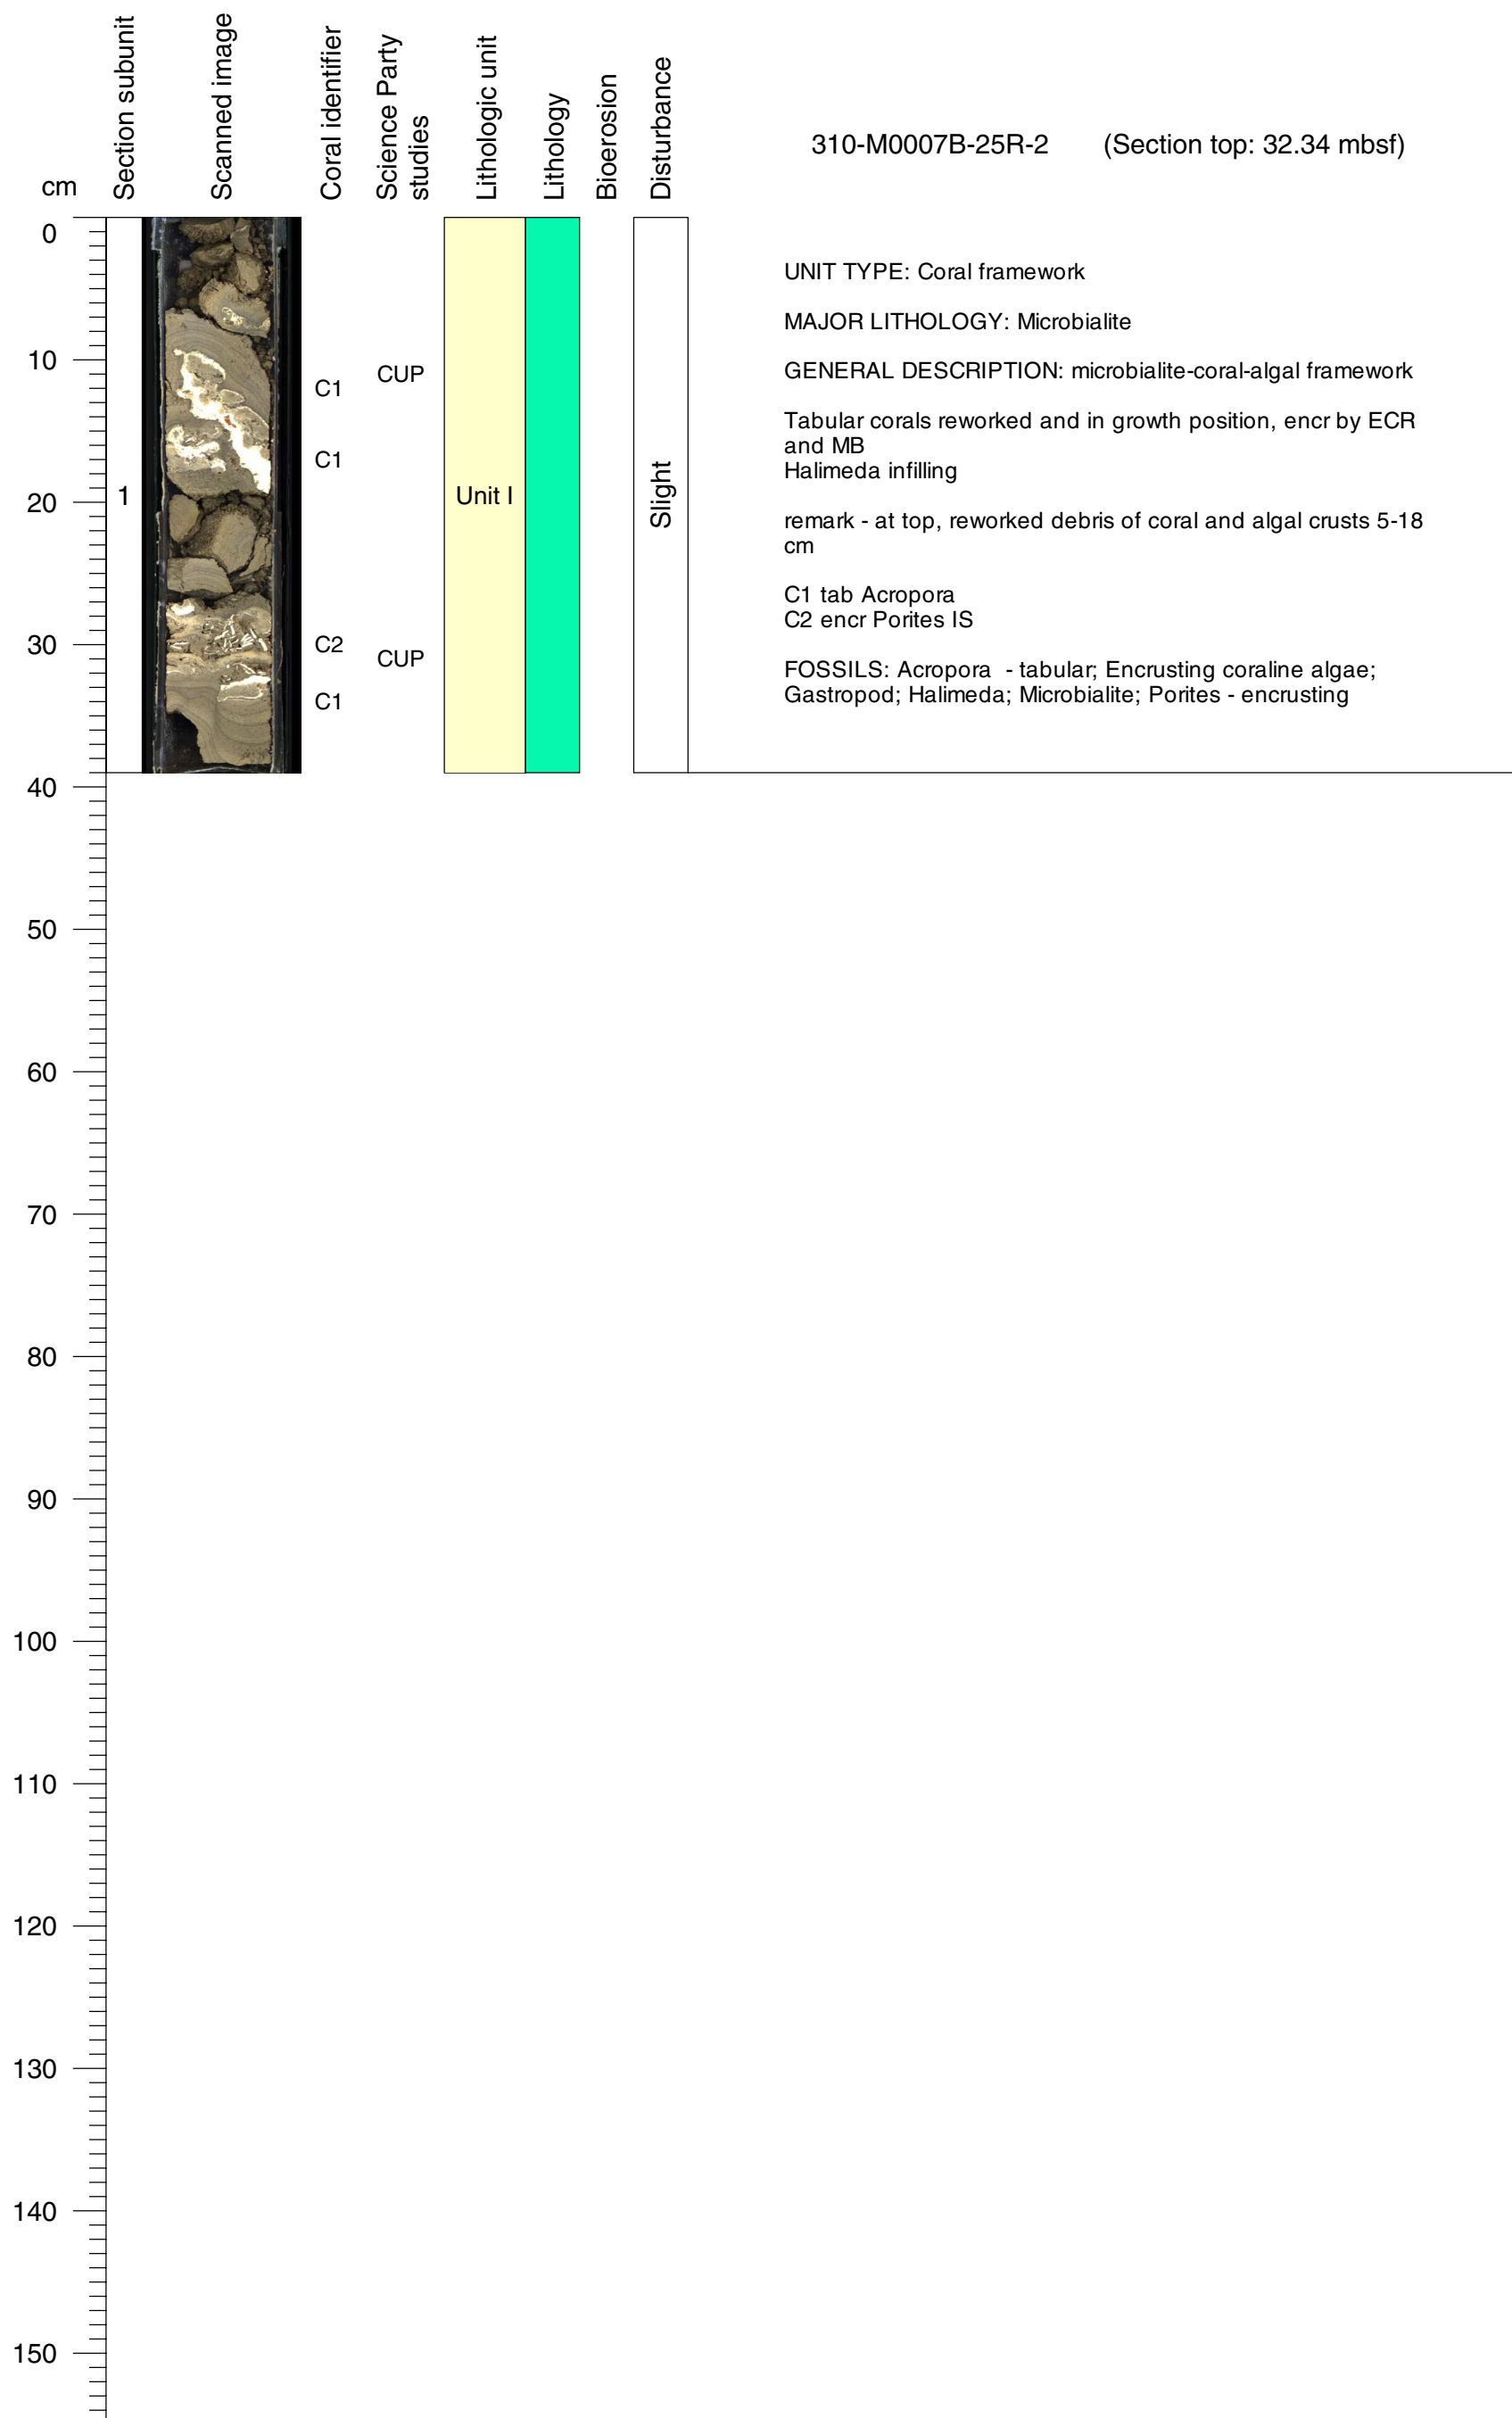 310-M0007B-25R-2 (Section top: 32.34 mbsf)
cm
Section subunit
Scanned image
Coral identifier
Science Party
studies
Lithologic unit
Lithology
Bioerosion
Disturbance
0
10
20
30
40
50
60
70
80
90
100
110
120
130
140
150
1
C1
C1
C2
C1
CUP
CUP
Unit I
Slight
UNIT TYPE: Coral framework
MAJOR LITHOLOGY: Microbialite
GENERAL DESCRIPTION: microbialite-coral-algal framework
Tabular corals reworked and in growth position, encr by ECR
and MB
Halimeda infilling
remark - at top, reworked debris of coral and algal crusts 5-18
cm
C1 tab Acropora
C2 encr Porites IS
FOSSILS: Acropora - tabular; Encrusting coraline algae;
Gastropod; Halimeda; Microbialite; Porites - encrusting